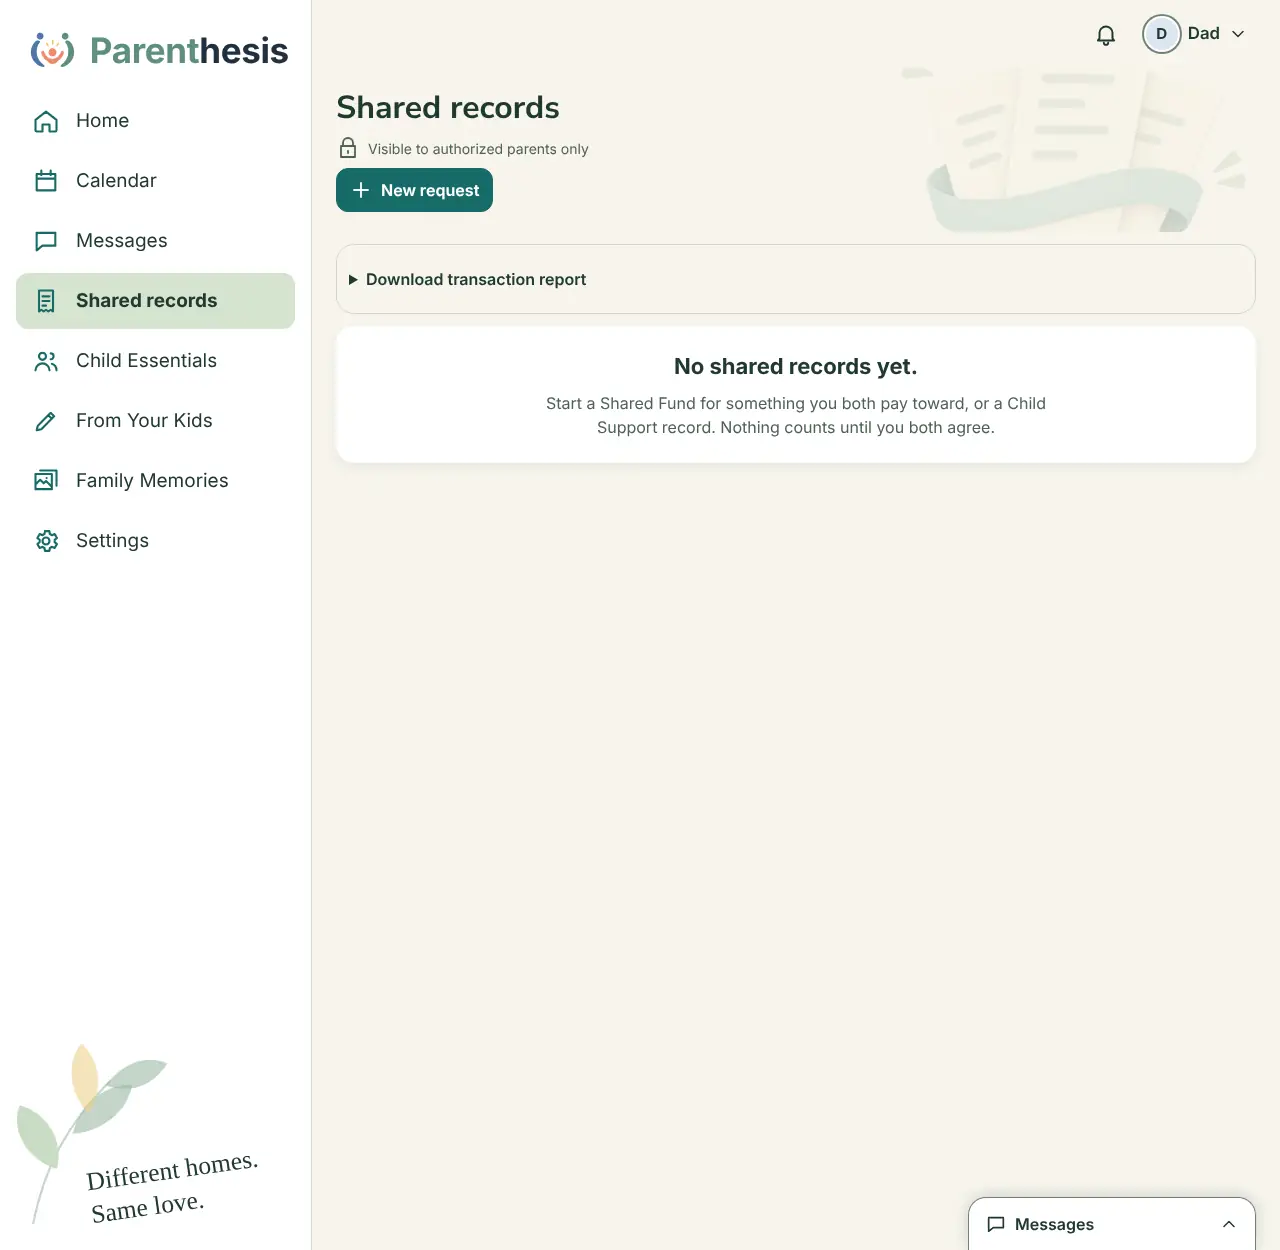 Parenthesis
Home
Calendar
Messages
Shared records
Child Essentials
From Your Kids
Family Memories
Settings
Different homes.
Same love.
D
Dad
Shared records
Visible to authorized parents only
New request
Download transaction report
No shared records yet.
Start a Shared Fund for something you both pay toward, or a Child
Support record. Nothing counts until you both agree.
Messages